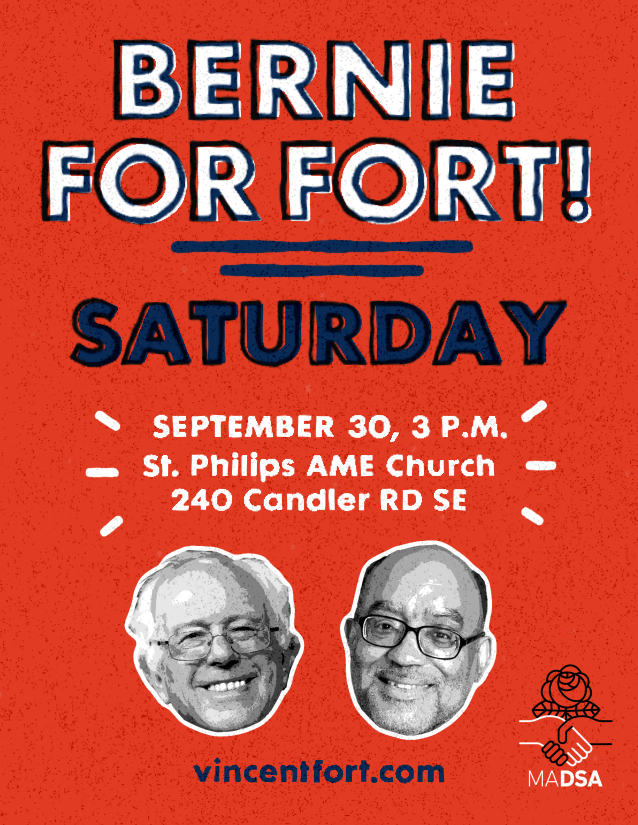 BERNIE
FOR FORT!
SATURDAY
SEPTEMBER 30, 3 P.M.
St. Philips AME Church
240 Candler RD SE
vincentfort.com
MADSA